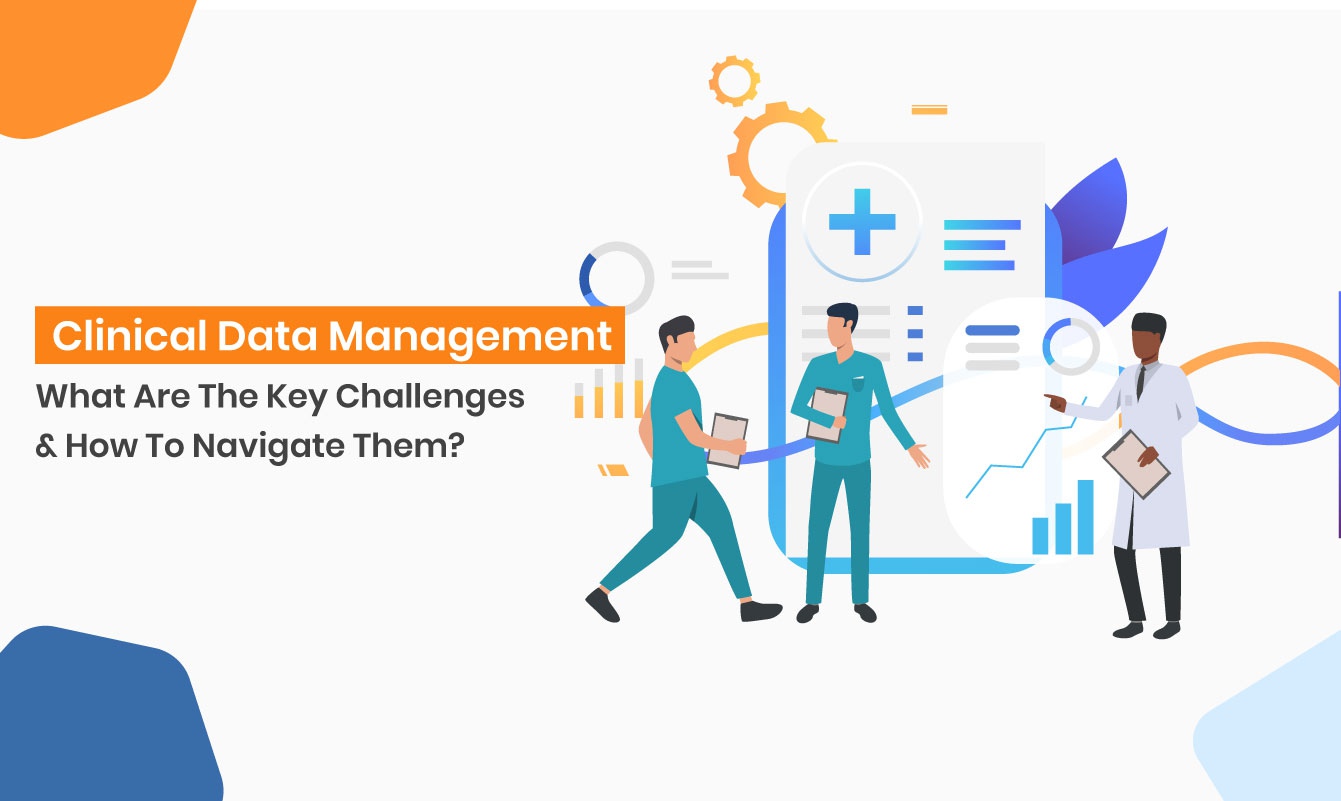 Clinical Data Management
What Are The Key Challenges
& How To Navigate Them?